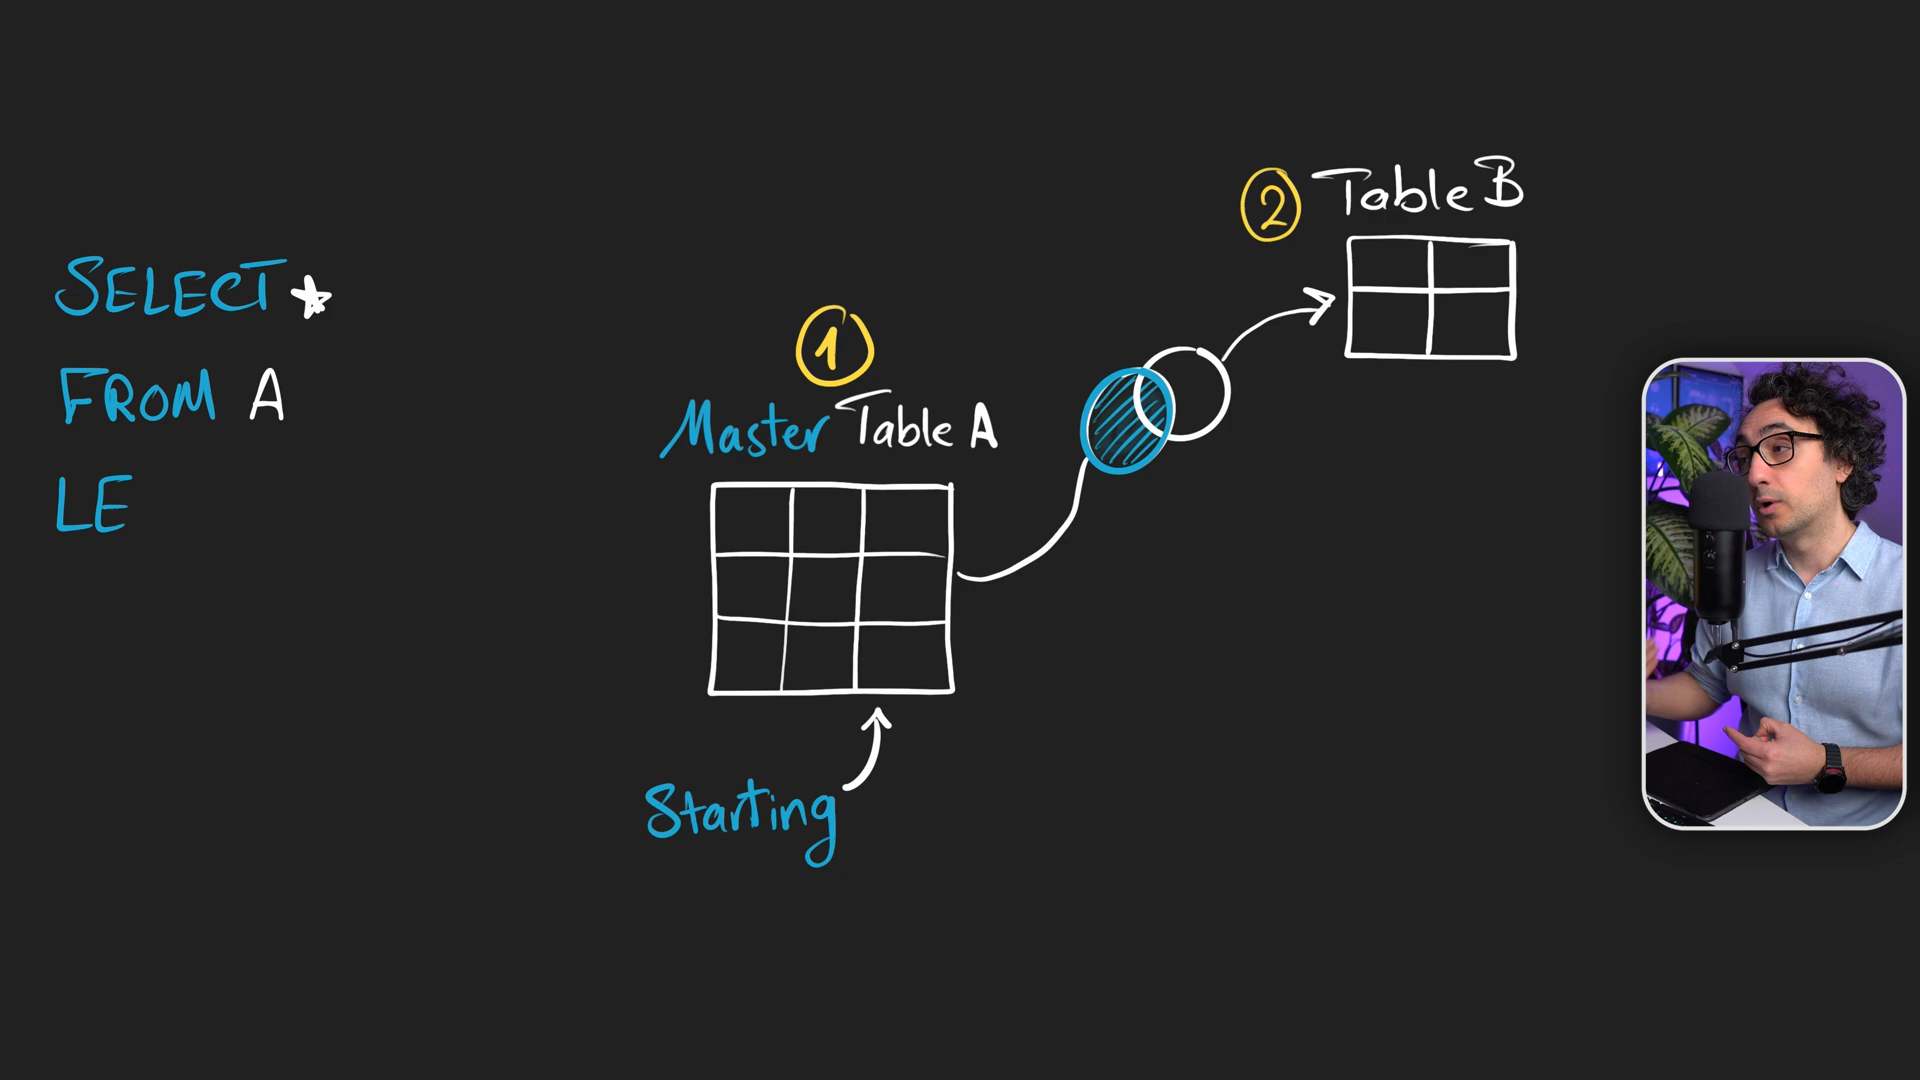 SELECT *
FROM A
LE
1
Master Table A
Starting
2 Table B